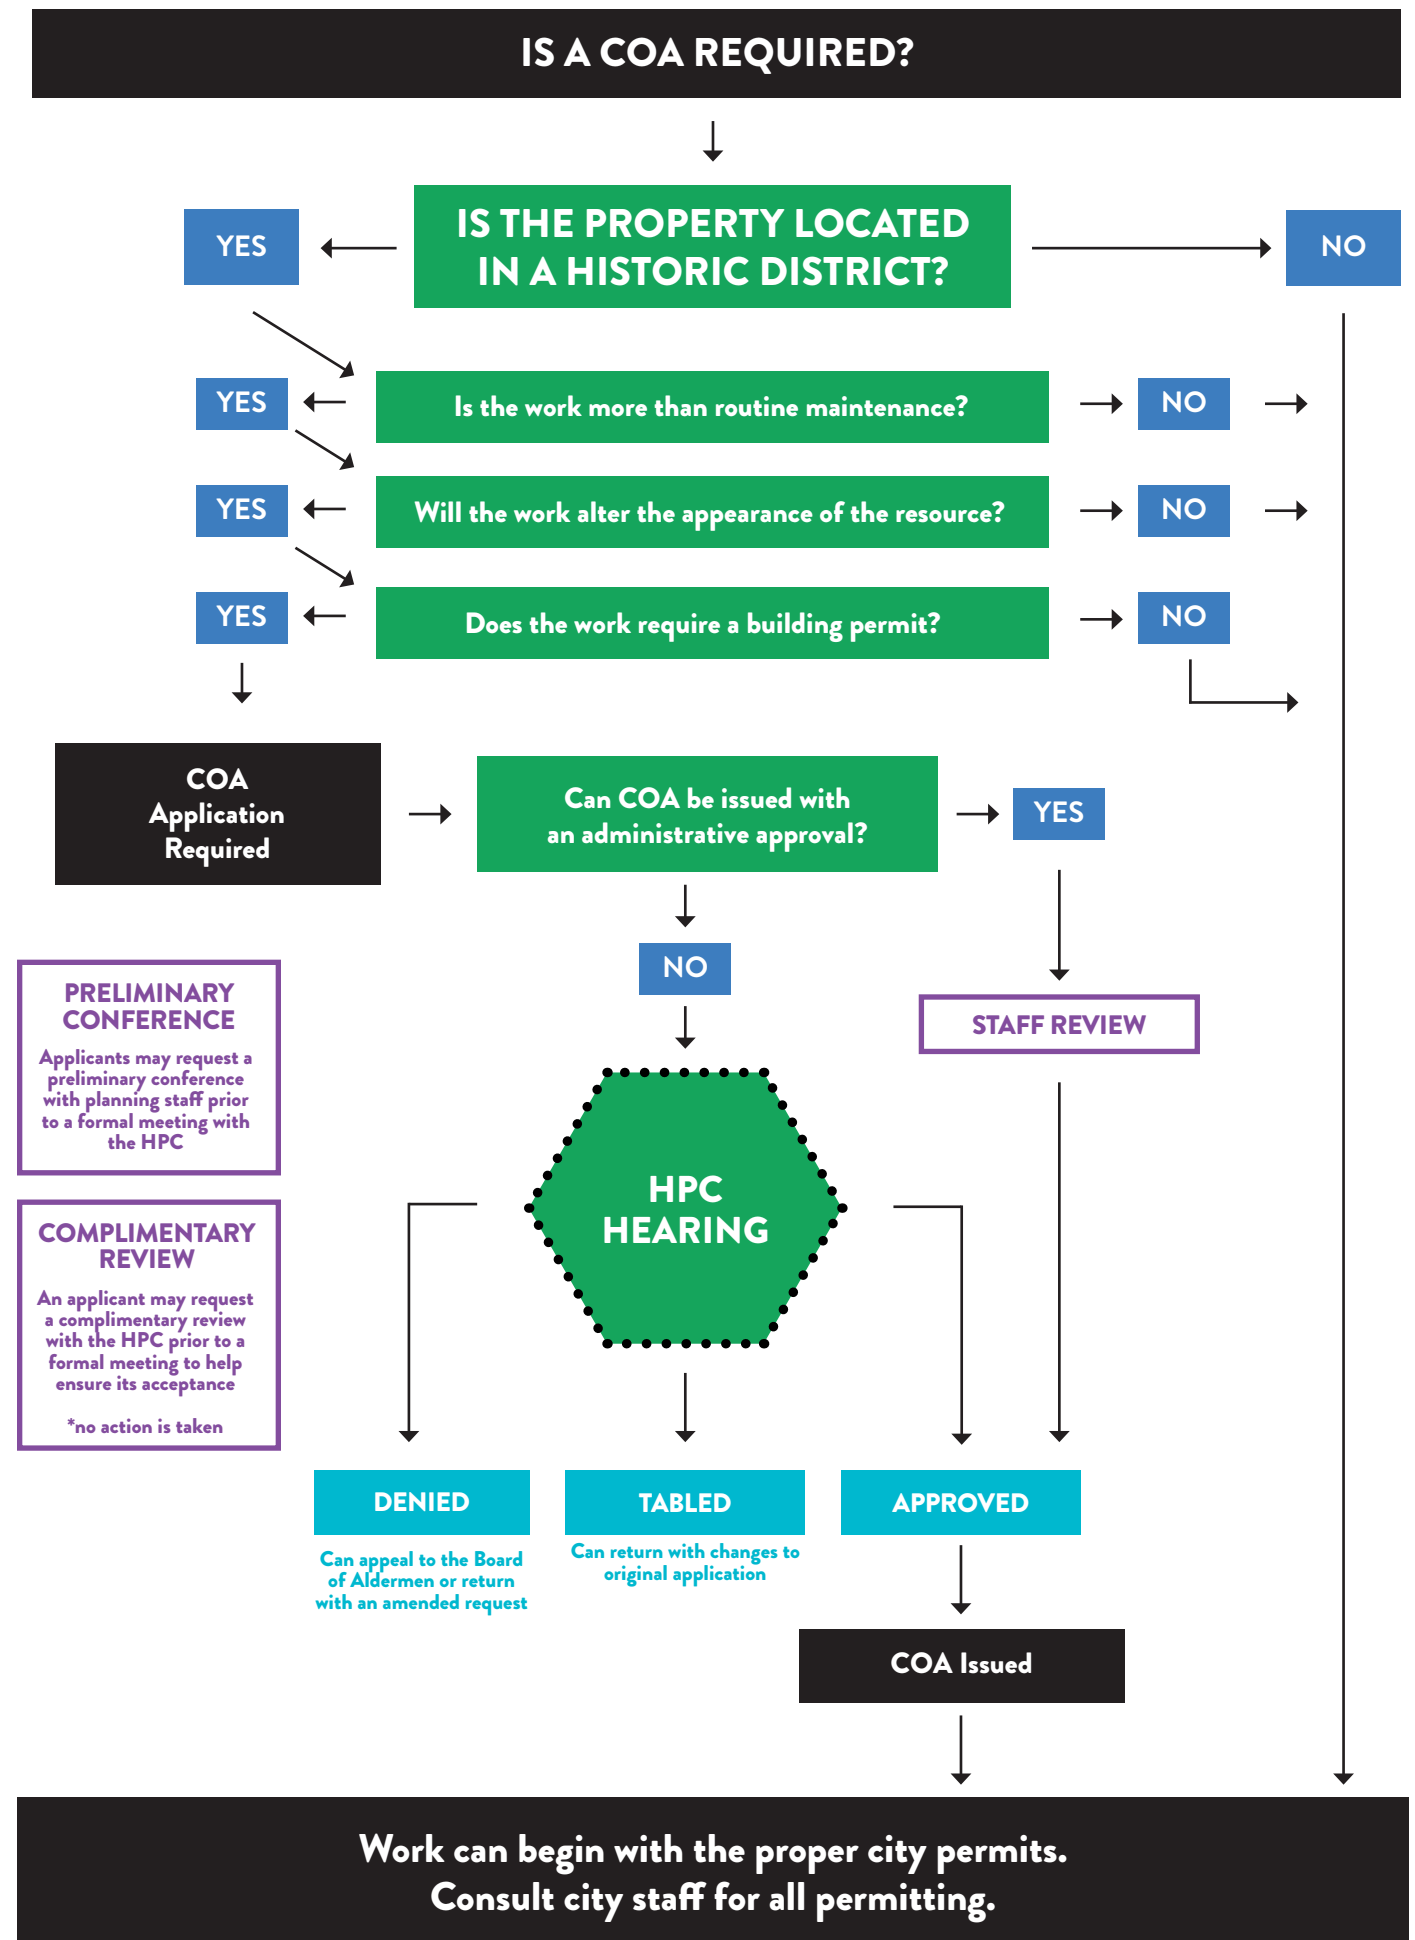 IS A COA REQUIRED?
IS THE PROPERTY LOCATED
IN A HISTORIC DISTRICT?
YES
NO
YES
Is the work more than routine maintenance?
NO
YES
Will the work alter the appearance of the resource?
NO
YES
Does the work require a building permit?
NO
COA
Application
Required
Can COA be issued with
an administrative approval?
YES
NO
STAFF REVIEW
PRELIMINARY
CONFERENCE
Applicants may request a
preliminary conference
with planning staff prior
to a formal meeting with
the HPC
COMPLIMENTARY
REVIEW
An applicant may request
a complimentary review
with the HPC prior to a
formal meeting to help
ensure its acceptance
*no action is taken
HPC
HEARING
DENIED
Can appeal to the Board
of Aldermen or return
with an amended request
TABLED
Can return with changes to
original application
APPROVED
COA Issued
Work can begin with the proper city permits.
Consult city staff for all permitting.